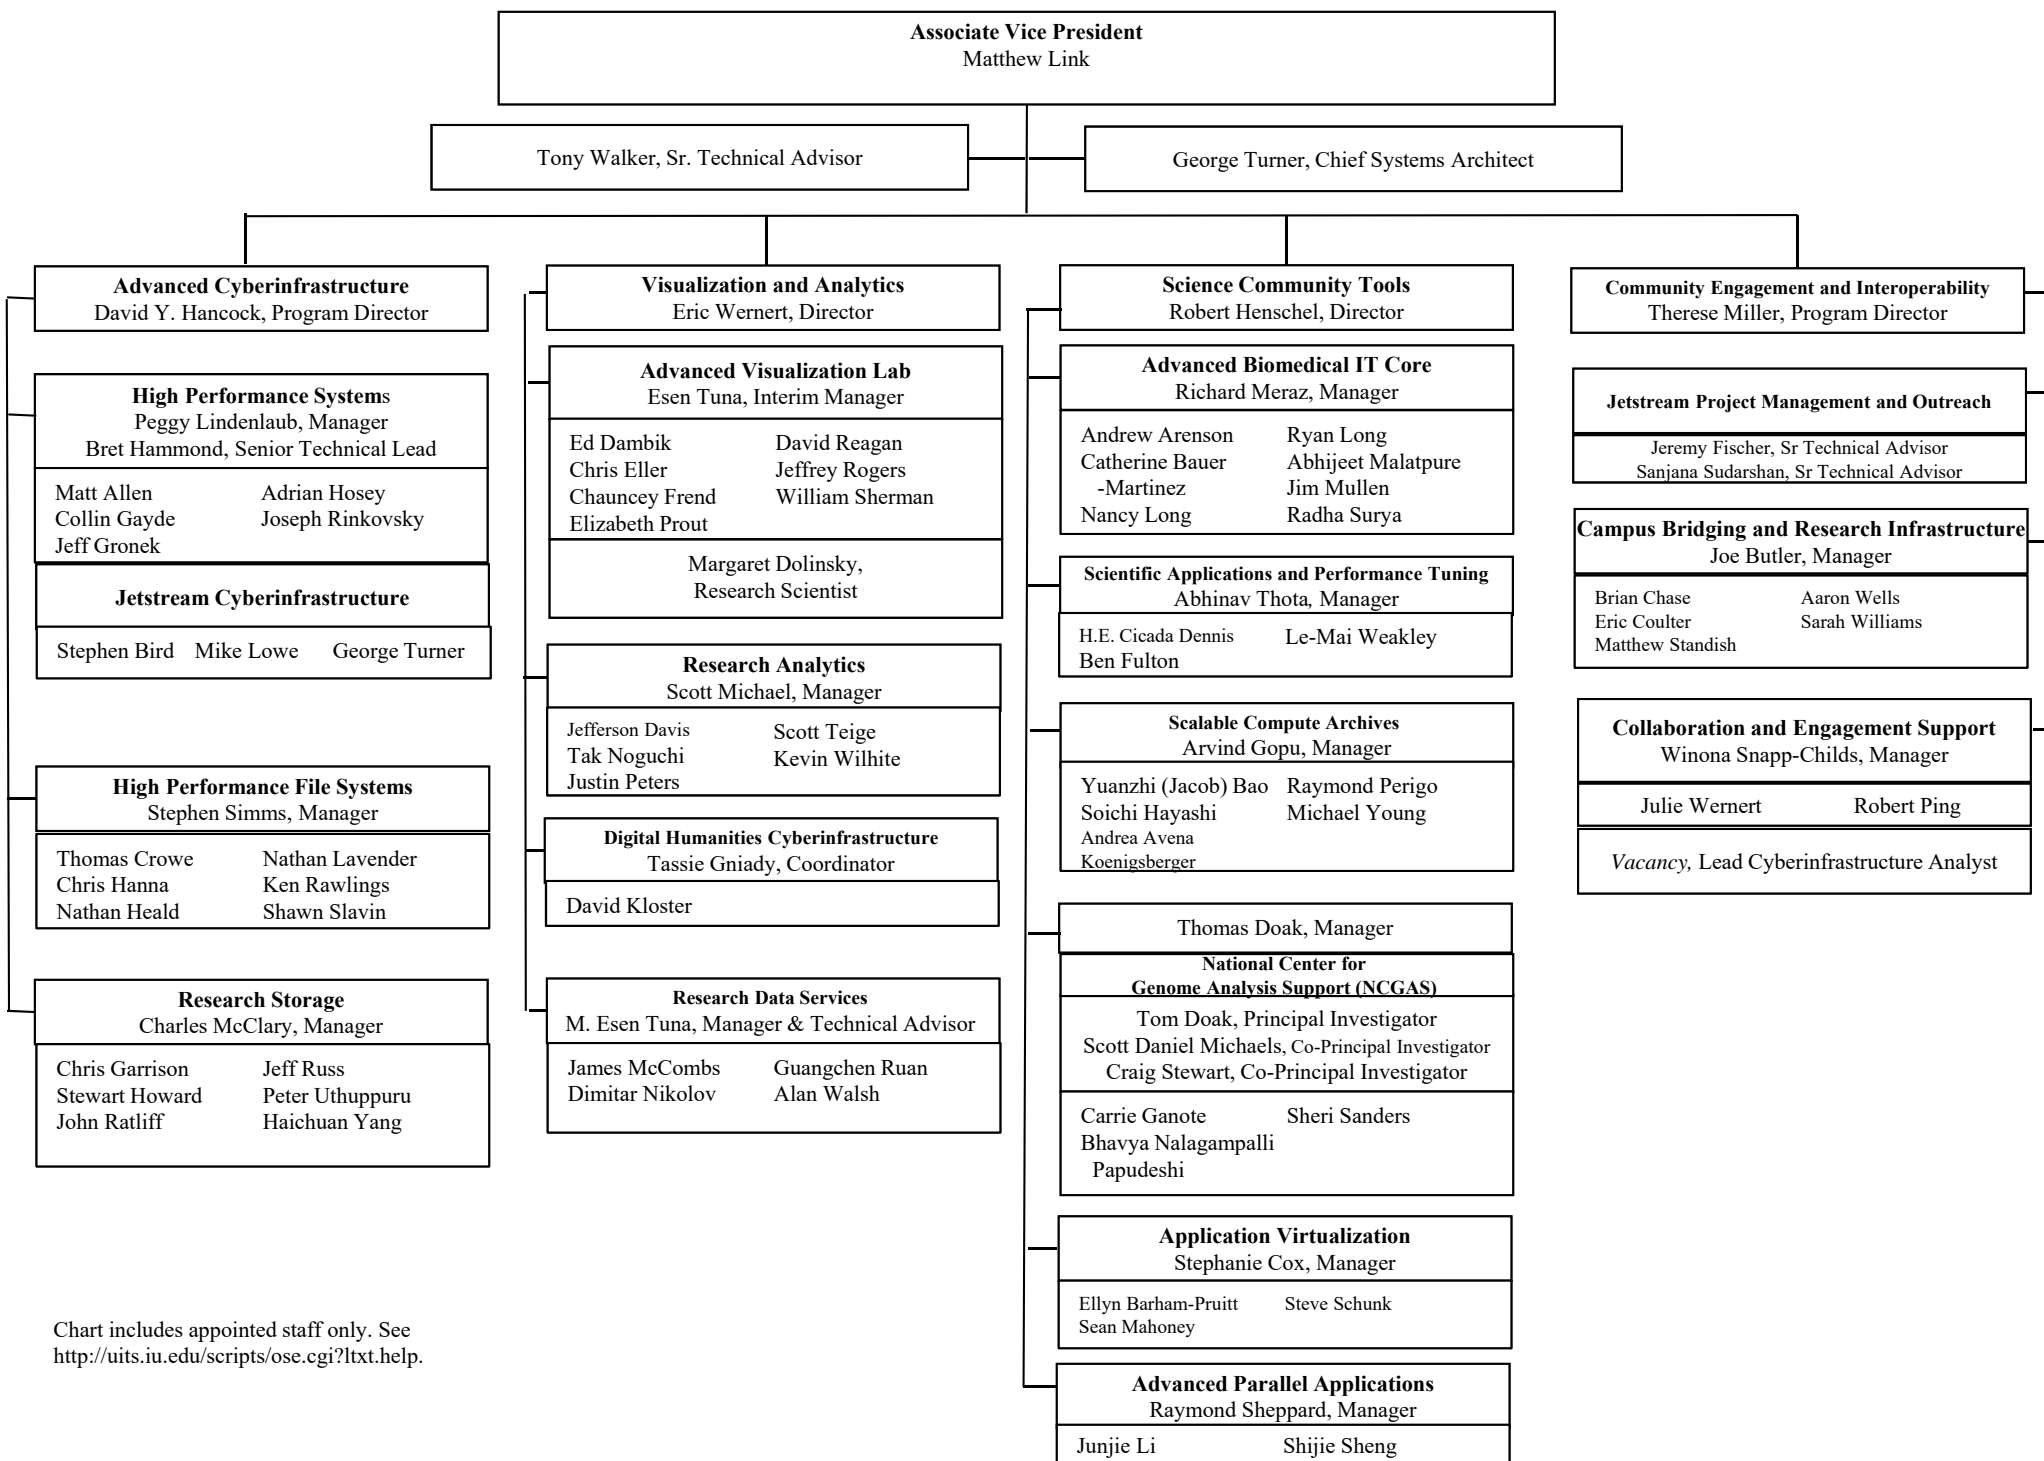 Associate Vice President
Matthew Link
Tony Walker, Sr. Technical Advisor
George Turner, Chief Systems Architect
Advanced Cyberinfrastructure
David Y. Hancock, Program Director
High Performance Systems
Peggy Lindenlaub, Manager
Bret Hammond, Senior Technical Lead
Matt Allen
Adrian Hosey
Collin Gayde
Joseph Rinkovsky
Jeff Gronek
Jetstream Cyberinfrastructure
Stephen Bird Mike Lowe George Turner
High Performance File Systems
Stephen Simms, Manager
Thomas Crowe
Nathan Lavender
Chris Hanna
Ken Rawlings
Nathan Heald
Shawn Slavin
Research Storage
Charles McClary, Manager
Chris Garrison
Jeff Russ
Stewart Howard
Peter Uthuppuru
John Ratliff
Haichuan Yang
Chart includes appointed staff only. See
http://uits.iu.edu/scripts/ose.cgi?ltxt.help.
Visualization and Analytics
Eric Wernert, Director
Advanced Visualization Lab
Esen Tuna, Interim Manager
Ed Dambik
David Reagan
Chris Eller
Jeffrey Rogers
Chauncey Frend
William Sherman
Elizabeth Prout
Margaret Dolinsky,
Research Scientist
Research Analytics
Scott Michael, Manager
Jefferson Davis
Scott Teige
Tak Noguchi
Kevin Wilhite
Justin Peters
Digital Humanities Cyberinfrastructure
Tassie Gniady, Coordinator
David Kloster
Research Data Services
M. Esen Tuna, Manager & Technical Advisor
James McCombs
Guangchen Ruan
Dimitar Nikolov
Alan Walsh
Science Community Tools
Robert Henschel, Director
Advanced Biomedical IT Core
Richard Meraz, Manager
Andrew Arenson
Ryan Long
Catherine Bauer
Abhijeet Malatpure
-Martinez
Jim Mullen
Nancy Long
Radha Surya
Scientific Applications and Performance Tuning
Abhinav Thota, Manager
H.E. Cicada Dennis
Le-Mai Weakley
Ben Fulton
Scalable Compute Archives
Arvind Gopu, Manager
Yuanzhi (Jacob) Bao
Raymond Perigo
Soichi Hayashi
Michael Young
Andrea Avena
Koenigsberger
Thomas Doak, Manager
National Center for
Genome Analysis Support (NCGAS)
Tom Doak, Principal Investigator
Scott Daniel Michaels, Co-Principal Investigator
Craig Stewart, Co-Principal Investigator
Carrie Ganote
Sheri Sanders
Bhavya Nalagampalli
Papudeshi
Application Virtualization
Stephanie Cox, Manager
Ellyn Barham-Pruitt
Steve Schunk
Sean Mahoney
Advanced Parallel Applications
Raymond Sheppard, Manager
Junjie Li
Shijie Sheng
Community Engagement and Interoperability
Therese Miller, Program Director
Jetstream Project Management and Outreach
Jeremy Fischer, Sr Technical Advisor
Sanjana Sudarshan, Sr Technical Advisor
Campus Bridging and Research Infrastructure
Joe Butler, Manager
Brian Chase
Aaron Wells
Eric Coulter
Sarah Williams
Matthew Standish
Collaboration and Engagement Support
Winona Snapp-Childs, Manager
Julie Wernert
Robert Ping
Vacancy, Lead Cyberinfrastructure Analyst